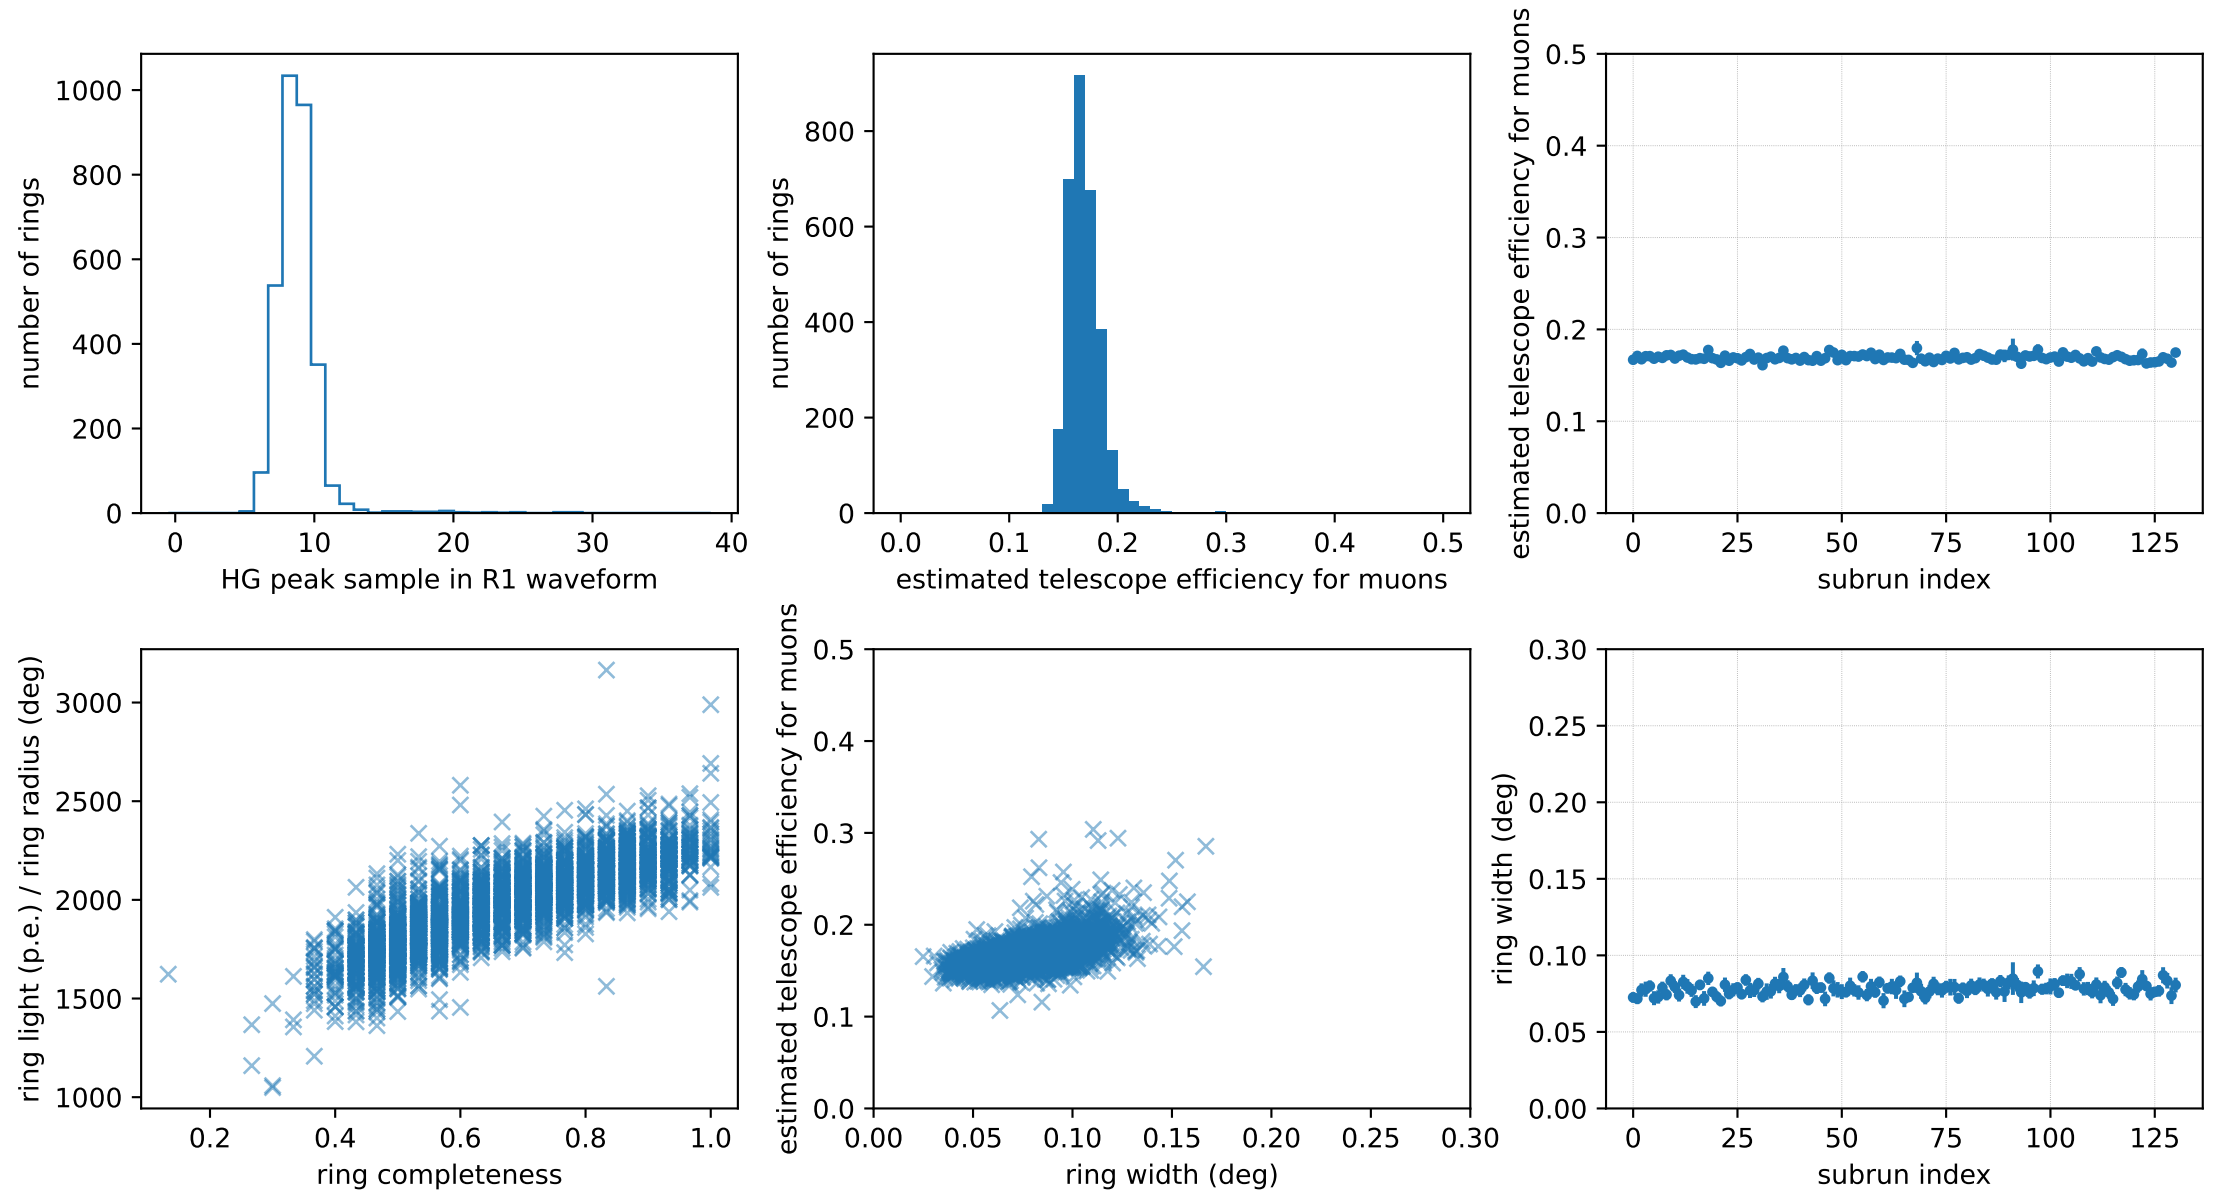 number of rings
1000
800
600
400
200
0
0 10 20 30 40
HG peak sample in R1 waveform
number of rings
800
600
400
200
0
0.0 0.1 0.2 0.3 0.4 0.5
estimated telescope efficiency for muons
estimated telescope efficiency for muons
0.5
0.4
0.3
0.2
0.1
0.0
0 25 50 75 100 125
subrun index
ring light (p.e.) / ring radius (deg)
3000
2500
2000
1500
1000
0.2 0.4 0.6 0.8 1.0
ring completeness
estimated telescope efficiency for muons
0.5
0.4
0.3
0.2
0.1
0.0
0.00 0.05 0.10 0.15 0.20 0.25 0.30
ring width (deg)
ring width (deg)
0.30
0.25
0.20
0.15
0.10
0.05
0.00
0 25 50 75 100 125
subrun index